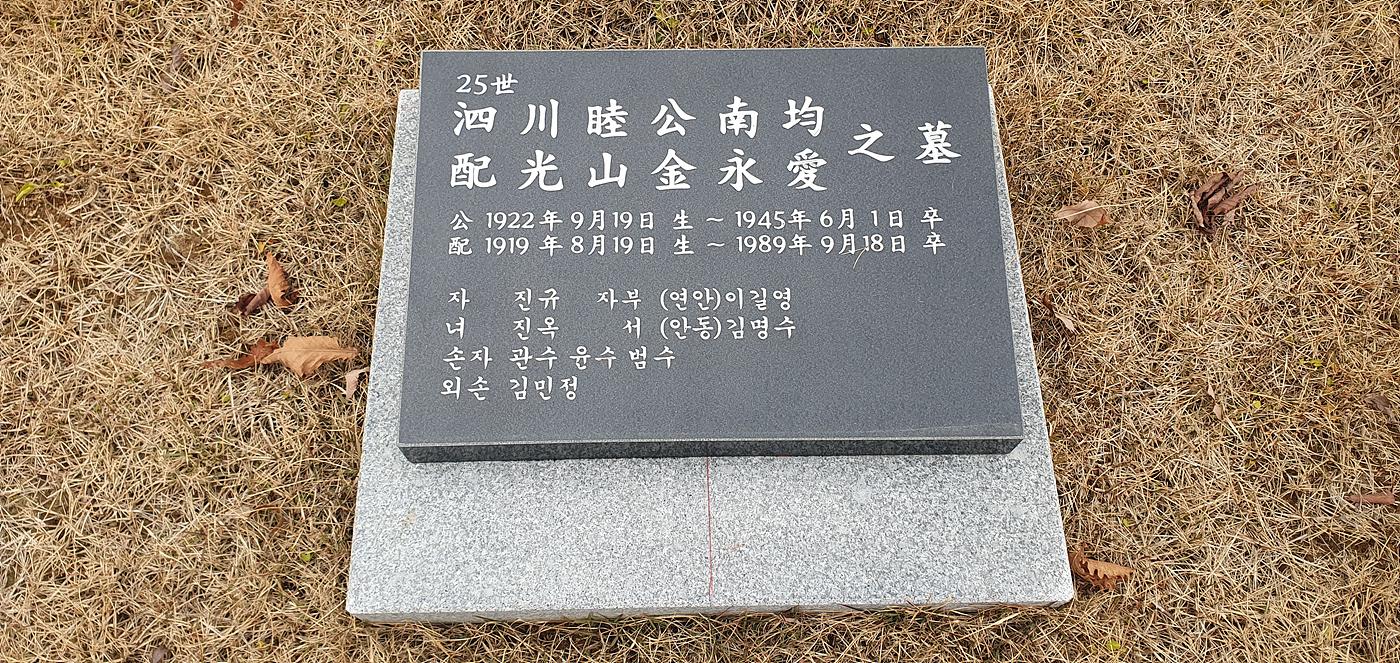 25世
泗川睦公南均
配光山金永愛
之墓
公 1922年 9月19日 生 ~ 1945年 6月 1日 卒
配 1919年 8月19日 生 ~ 1989年 9月18日 卒
자 진규 자부 (연안)이길영
녀 진옥 서 (안동)김명수
손자 관수 윤수 범수
외손 김민정